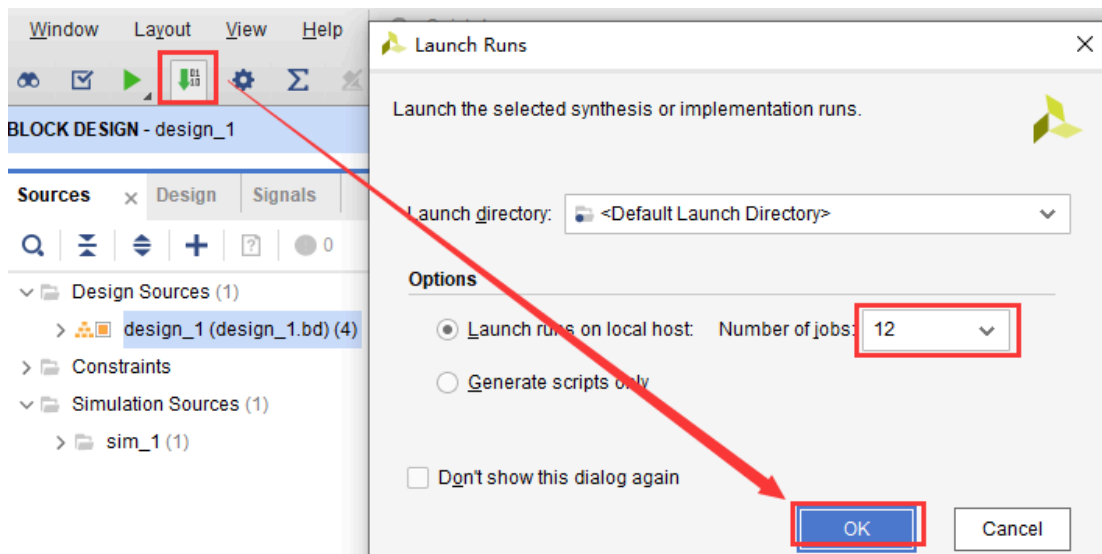 Window Layout View Help
BLOCK DESIGN - design_1
Sources Design Signals
0
Design Sources (1)
design_1 (design_1.bd) (4)
Constraints
Simulation Sources (1)
sim_1 (1)
Launch Runs
Launch the selected synthesis or implementation runs.
Launch directory: <Default Launch Directory>
Options
Launch runs on local host: Number of jobs: 12
Generate scripts only
Don't show this dialog again
OK Cancel